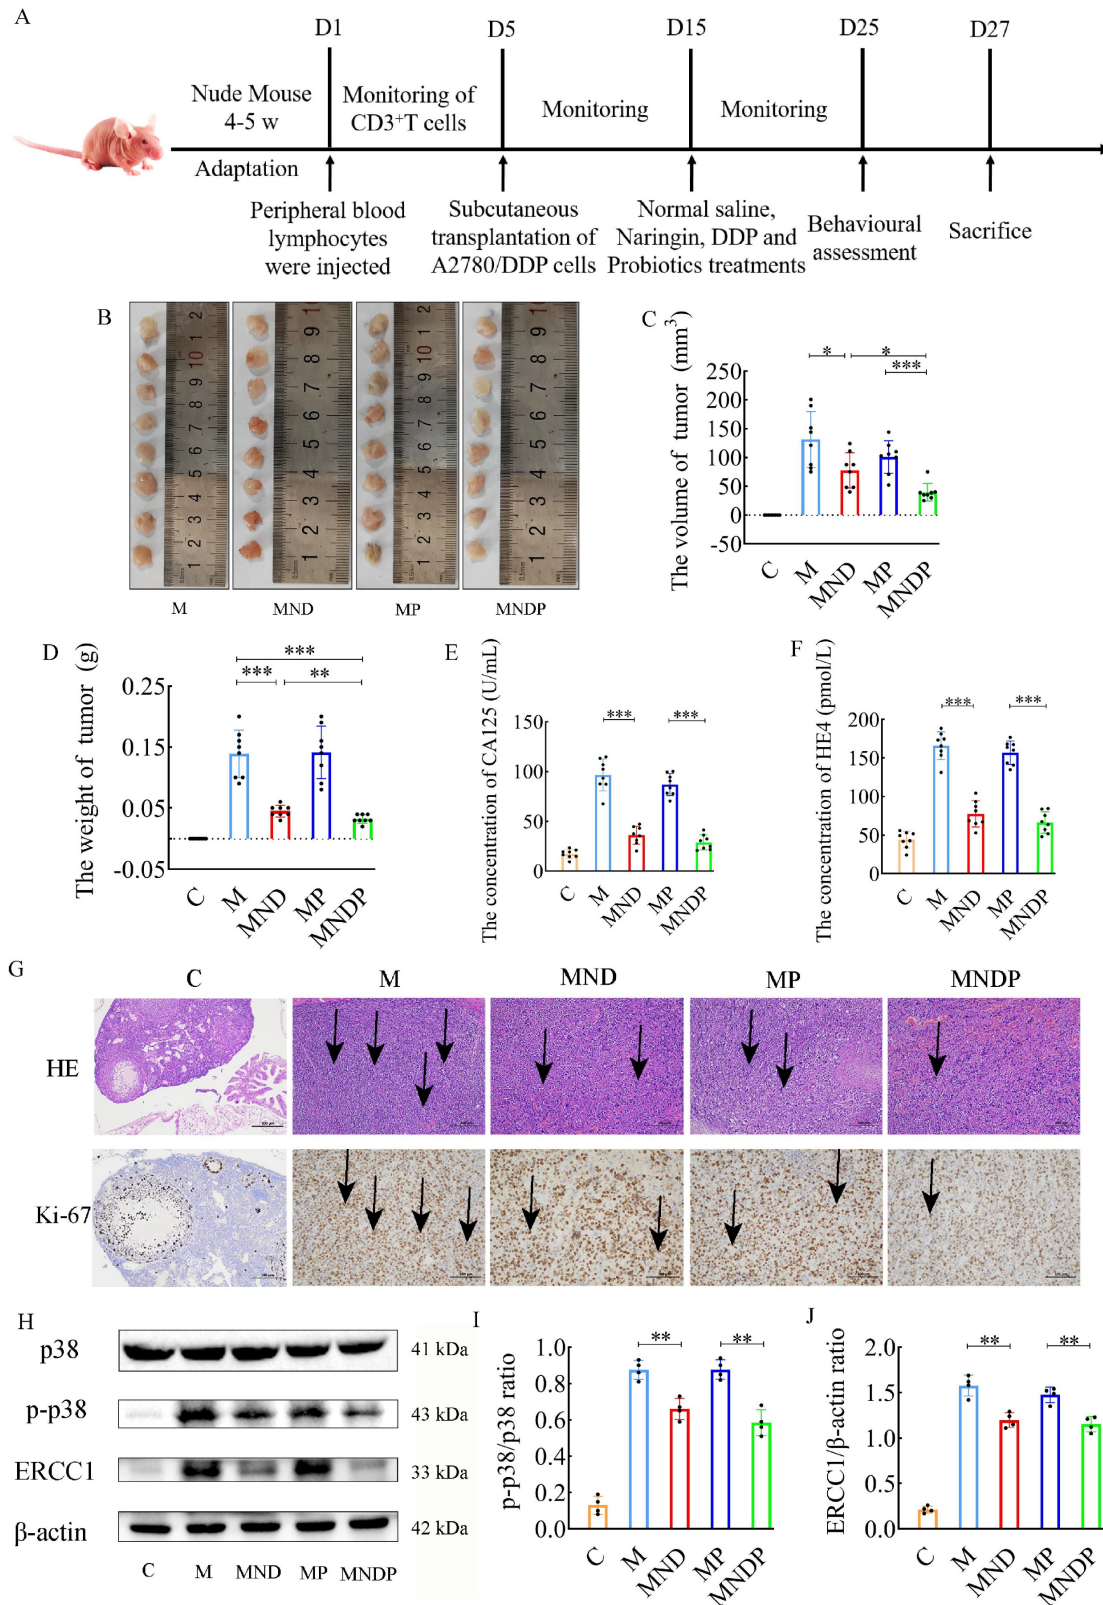 A
D1
D5
D15
D25
D27
Nude Mouse
4-5 w
Monitoring of
CD3+T cells
Monitoring
Monitoring
Adaptation
Peripheral blood
lymphocytes
were injected
Subcutaneous
transplantation of
A2780/DDP cells
Normal saline,
Naringin, DDP and
Probiotics treatments
Behavioural
assessment
Sacrifice
B
M
MND
MP
MNDP
C
The volume of tumor (mm3)
250
200
150
100
50
0
-50
* * ***
C M MND MP MNDP
D
The weight of tumor (g)
0.25
0.15
0.05
-0.05
***
*** **
C M MND MP MNDP
E
The concentration of CA125 (U/mL)
150
100
50
0
*** ***
C M MND MP MNDP
F
The concentration of HE4 (pmol/L)
200
150
100
50
0
*** ***
C M MND MP MNDP
G
C M MND MP MNDP
HE
Ki-67
H
p38 41 kDa
p-p38 43 kDa
ERCC1 33 kDa
β-actin 42 kDa
C M MND MP MNDP
I
p-p38/p38 ratio
1.0
0.8
0.6
0.4
0.2
0.0
** **
C M MND MP MNDP
J
ERCC1/β-actin ratio
2.0
1.5
1.0
0.5
0.0
** **
C M MND MP MNDP